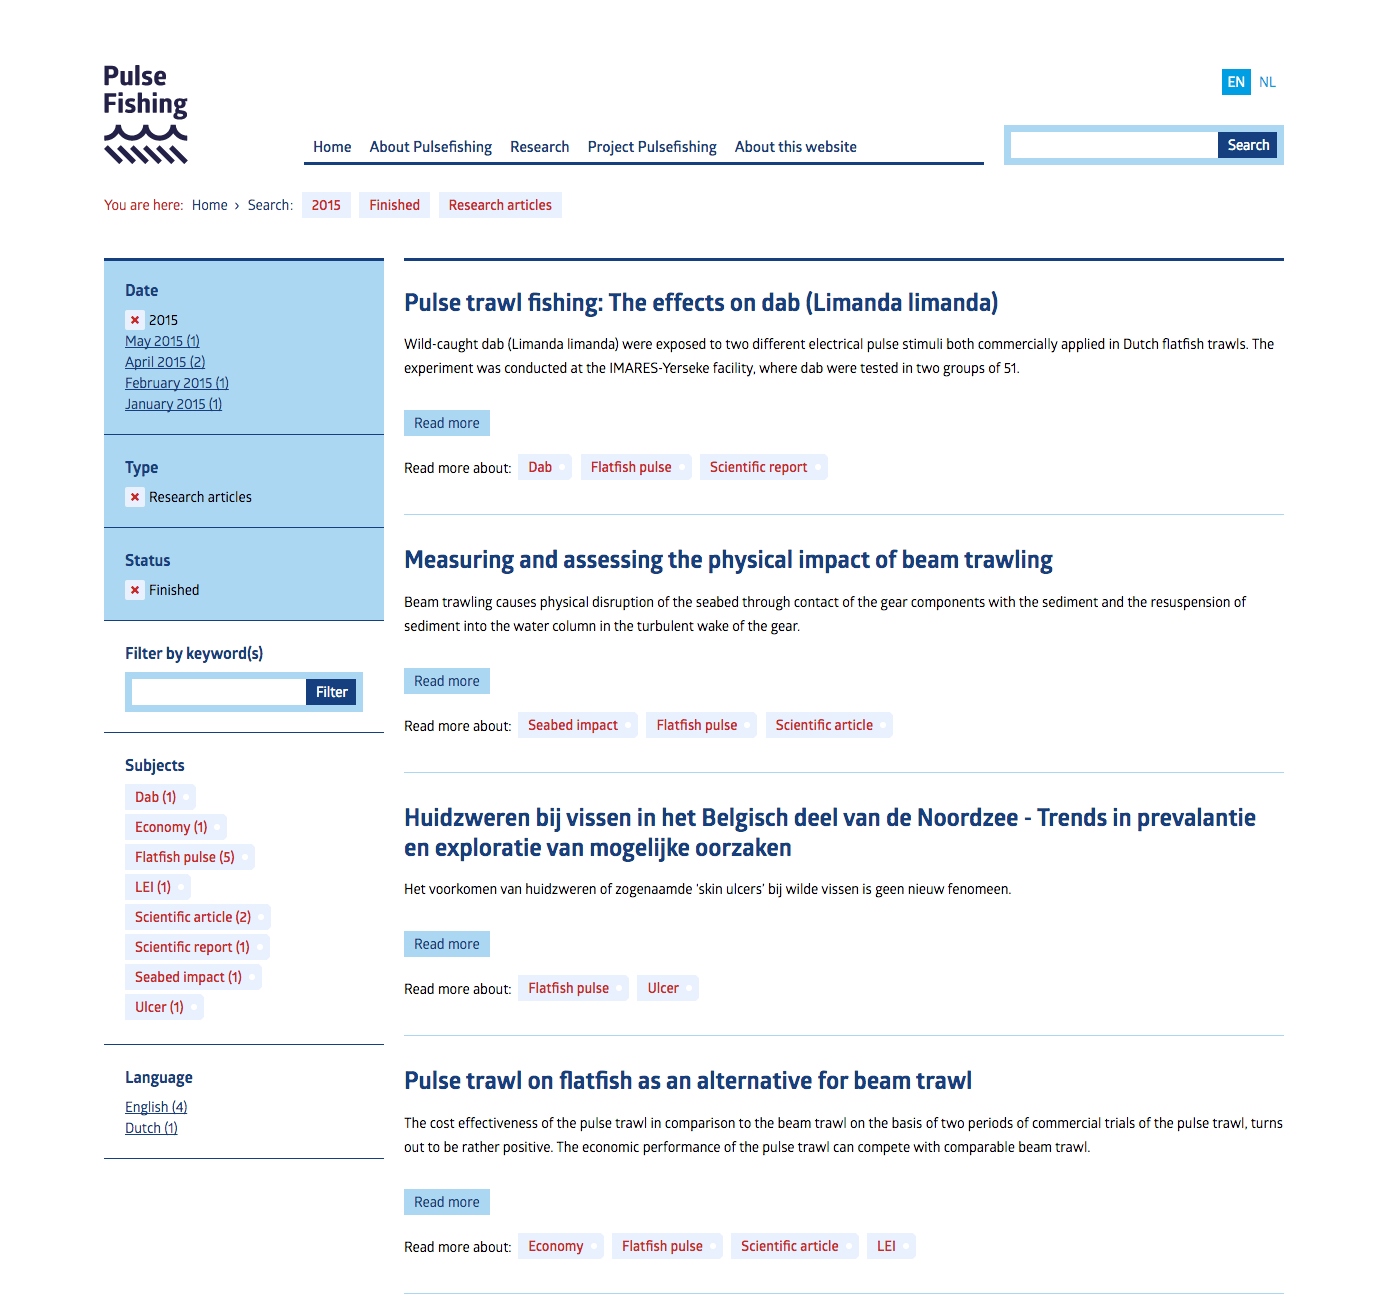 Pulse
Fishing
EN NL
Home About Pulsefishing Research Project Pulsefishing About this website
Search
You are here: Home › Search: 2015 Finished Research articles
Date
2015
May 2015 (1)
April 2015 (2)
February 2015 (1)
January 2015 (1)
Type
Research articles
Status
Finished
Filter by keyword(s)
Filter
Subjects
Dab (1)
Economy (1)
Flatfish pulse (5)
LEI (1)
Scientific article (2)
Scientific report (1)
Seabed impact (1)
Ulcer (1)
Language
English (4)
Dutch (1)
Pulse trawl fishing: The effects on dab (Limanda limanda)
Wild-caught dab (Limanda limanda) were exposed to two different electrical pulse stimuli both commercially applied in Dutch flatfish trawls. The
experiment was conducted at the IMARES-Yerseke facility, where dab were tested in two groups of 51.
Read more
Read more about: Dab Flatfish pulse Scientific report
Measuring and assessing the physical impact of beam trawling
Beam trawling causes physical disruption of the seabed through contact of the gear components with the sediment and the resuspension of
sediment into the water column in the turbulent wake of the gear.
Read more
Read more about: Seabed impact Flatfish pulse Scientific article
Huidzweren bij vissen in het Belgisch deel van de Noordzee - Trends in prevalantie
en exploratie van mogelijke oorzaken
Het voorkomen van huidzweren of zogenaamde 'skin ulcers' bij wilde vissen is geen nieuw fenomeen.
Read more
Read more about: Flatfish pulse Ulcer
Pulse trawl on flatfish as an alternative for beam trawl
The cost effectiveness of the pulse trawl in comparison to the beam trawl on the basis of two periods of commercial trials of the pulse trawl, turns
out to be rather positive. The economic performance of the pulse trawl can compete with comparable beam trawl.
Read more
Read more about: Economy Flatfish pulse Scientific article LEI